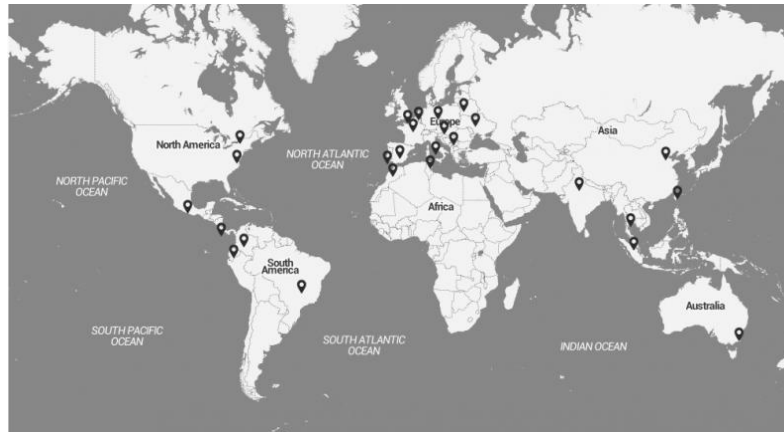 Europe
Asia
North America
NORTH ATLANTIC
OCEAN
NORTH PACIFIC
OCEAN
Africa
South
America
Australia
SOUTH PACIFIC
OCEAN
SOUTH ATLANTIC
OCEAN
INDIAN OCEAN